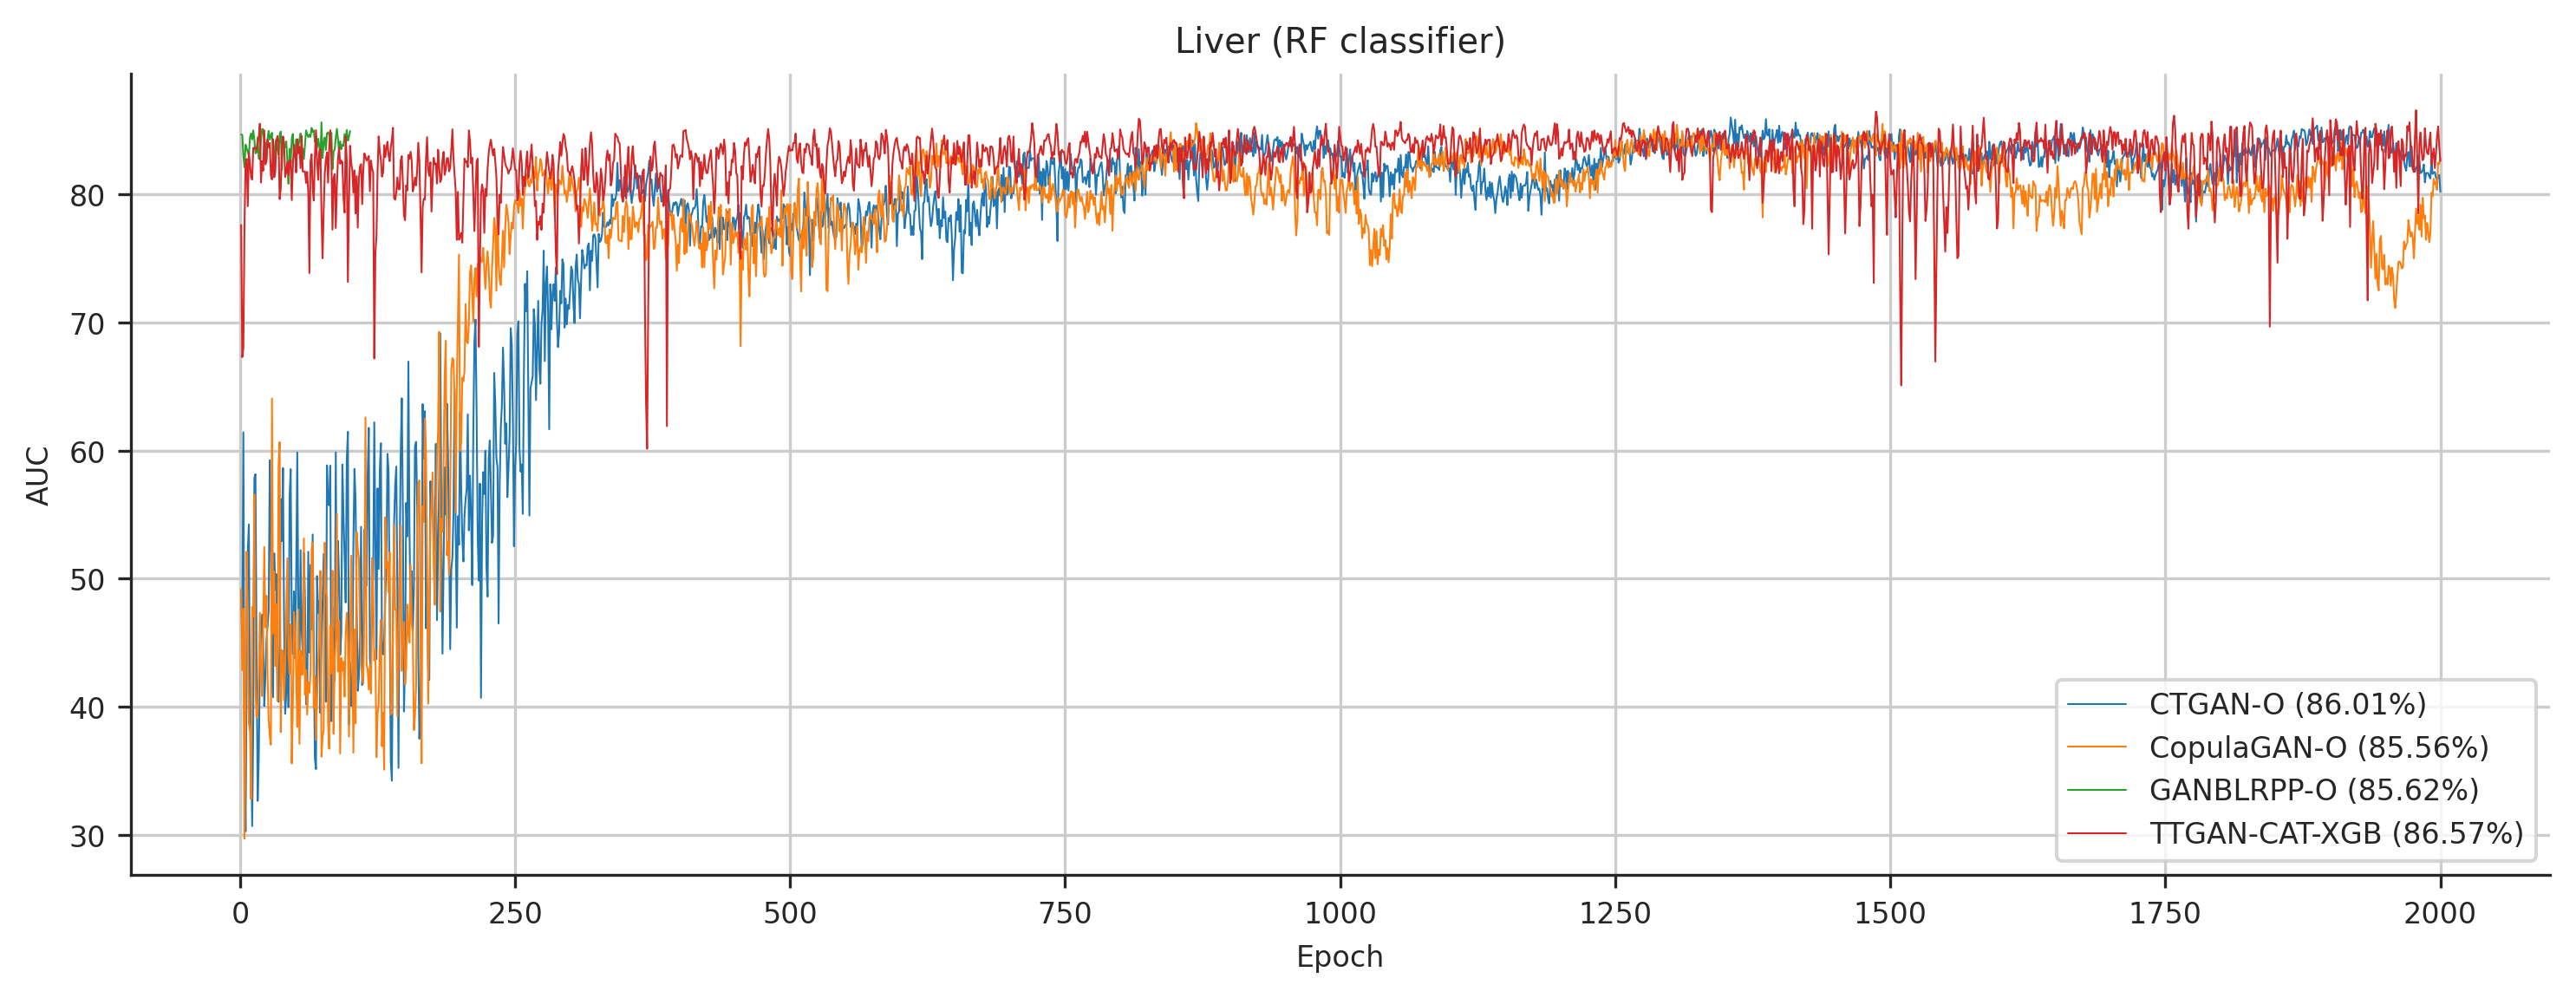 Liver (RF classifier)
AUC
80
70
60
50
40
30
0 250 500 750 1000 1250 1500 1750 2000
Epoch
CTGAN-O (86.01%)
CopulaGAN-O (85.56%)
GANBLRPP-O (85.62%)
TTGAN-CAT-XGB (86.57%)